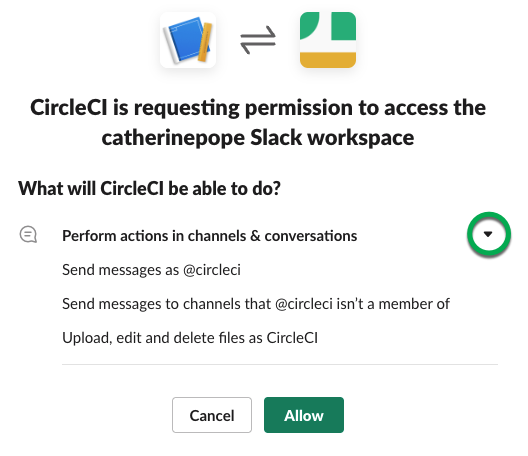 CircleCI is requesting permission to access the
catherinepope Slack workspace
What will CircleCI be able to do?
Perform actions in channels & conversations
Send messages as @circleci
Send messages to channels that @circleci isn’t a member of
Upload, edit and delete files as CircleCI
Cancel
Allow